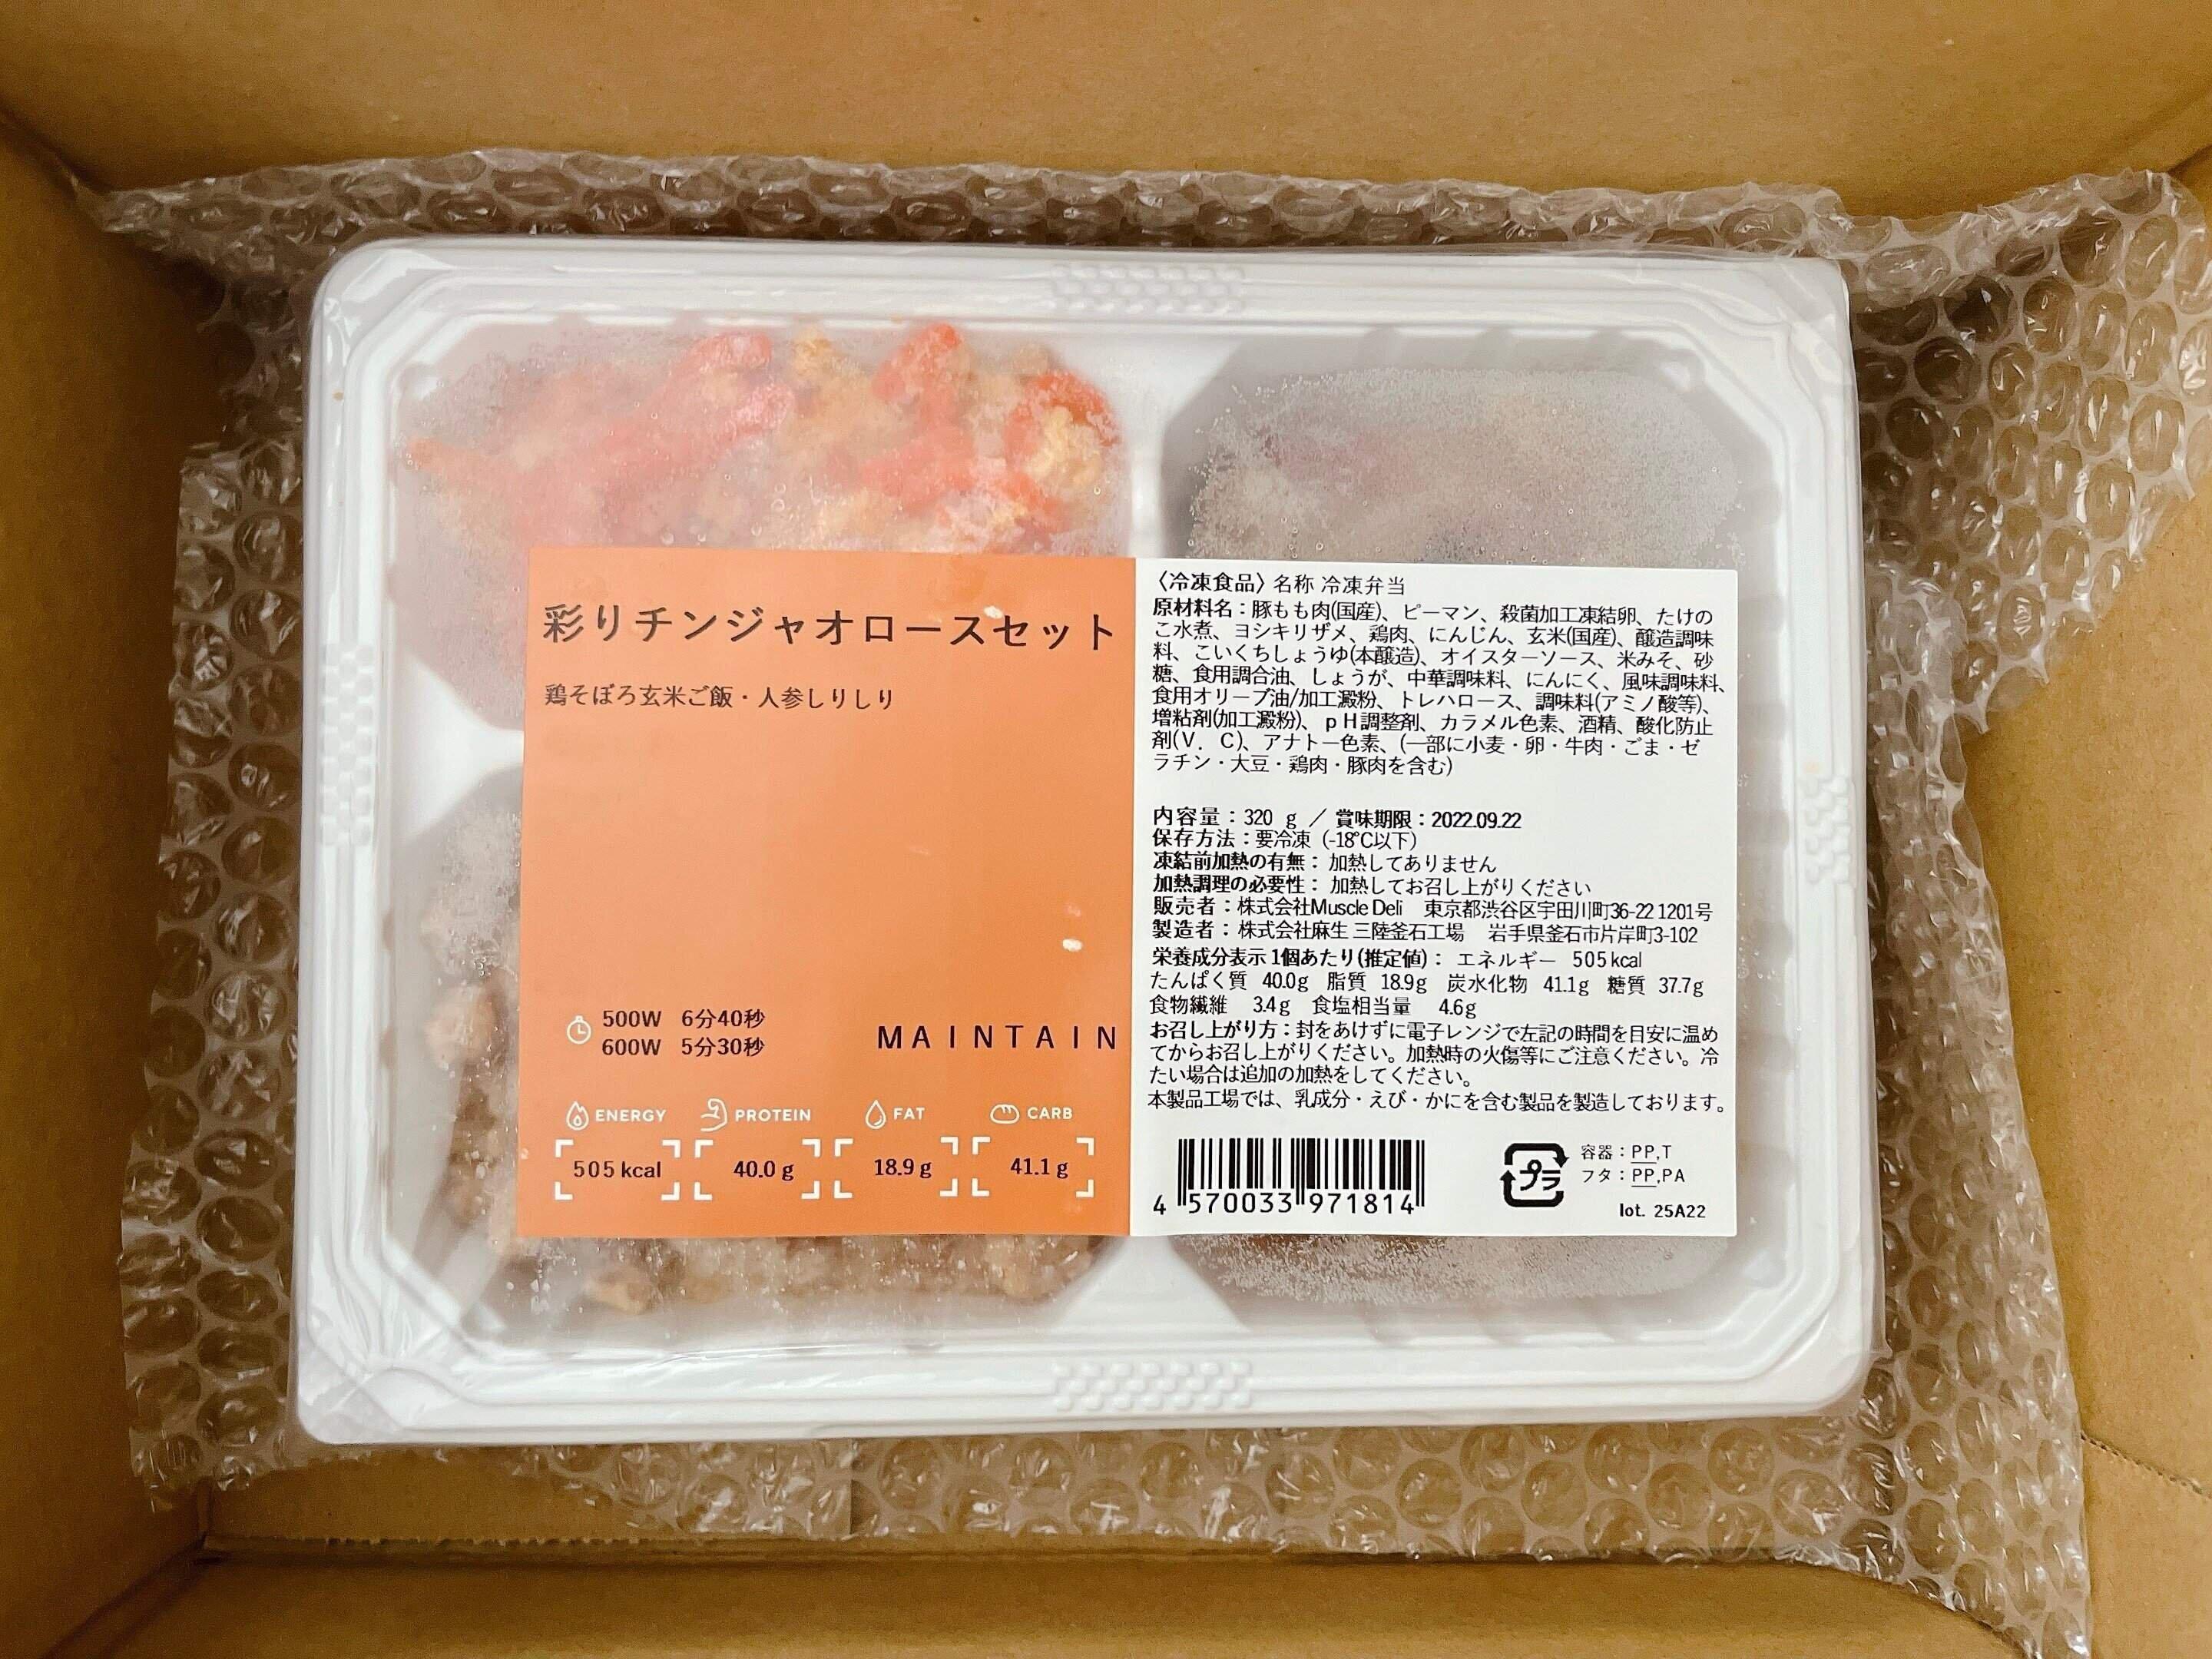 彩りチンジャオロースセット
鶏そぼろ玄米ご飯・人参しりしり
500W 6分40秒
600W 5分30秒
MAINTAIN
ENERGY PROTEIN FAT CARB
505 kcal 40.0 g 18.9 g 41.1 g
〈冷凍食品〉名称 冷凍弁当
原材料名：豚もも肉(国産)、ピーマン、殺菌加工凍結卵、たけの
こ水煮、ヨシキリザメ、鶏肉、にんじん、玄米(国産)、醸造調味
料、こいくちしょうゆ(本醸造)、オイスターソース、米みそ、砂
糖、食用調合油、しょうが、中華調味料、にんにく、風味調味料、
食用オリーブ油/加工澱粉、トレハロース、調味料(アミノ酸等)、
増粘剤(加工澱粉)、ｐＨ調整剤、カラメル色素、酒精、酸化防止
剤(Ｖ．Ｃ)、アナトー色素、(一部に小麦・卵・牛肉・ごま・ゼ
ラチン・大豆・鶏肉・豚肉を含む)
内容量：320 ｇ ／ 賞味期限：2022.09.22
保存方法：要冷凍（-18℃以下）
凍結前加熱の有無： 加熱してありません
加熱調理の必要性： 加熱してお召し上がりください
販売者：株式会社Muscle Deli 東京都渋谷区宇田川町36-22 1201号
製造者：株式会社麻生 三陸釜石工場 岩手県釜石市片岸町3-102
栄養成分表示 1個あたり(推定値)： エネルギー 505 kcal
たんぱく質 40.0g 脂質 18.9g 炭水化物 41.1g 糖質 37.7g
食物繊維 3.4g 食塩相当量 4.6g
お召し上がり方：封をあけずに電子レンジで左記の時間を目安に温め
てからお召し上がりください。加熱時の火傷等にご注意ください。冷
たい場合は追加の加熱をしてください。
本製品工場では、乳成分・えび・かにを含む製品を製造しております。
4 570033 971814
プラ
容器：PP,T
フタ：PP,PA
lot. 25A22